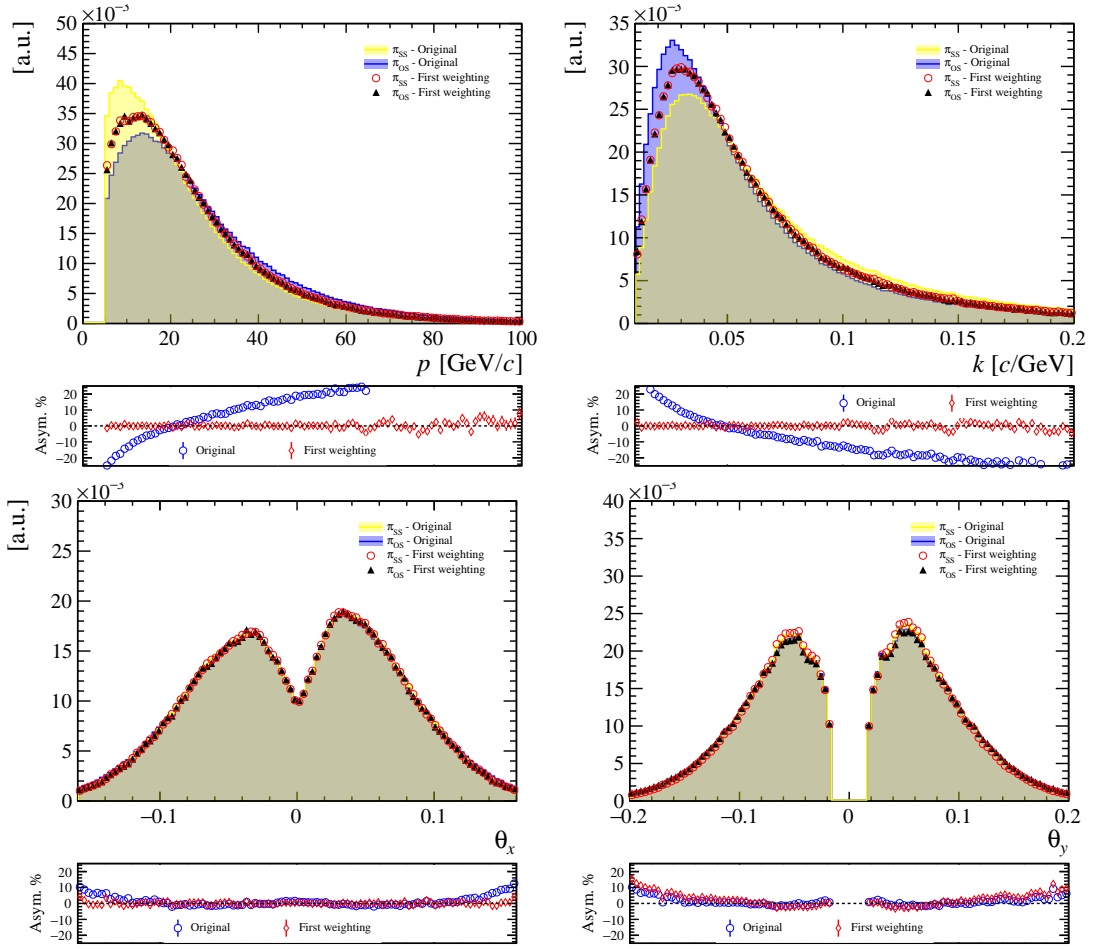 50 ×10⁻³
[a.u.]
45
40
35
30
25
20
15
10
5
0
π_SS - Original
π_OS - Original
π_SS - First weighting
π_OS - First weighting
0 20 40 60 80 100
p [GeV/c]
Asym. %
20
10
0
−10
−20
Original First weighting
35 ×10⁻³
[a.u.]
30
25
20
15
10
5
0
π_SS - Original
π_OS - Original
π_SS - First weighting
π_OS - First weighting
0.05 0.1 0.15 0.2
k [c/GeV]
Asym. %
20
10
0
−10
−20
Original First weighting
30 ×10⁻³
[a.u.]
25
20
15
10
5
0
π_SS - Original
π_OS - Original
π_SS - First weighting
π_OS - First weighting
−0.1 0 0.1
θ_x
Asym. %
20
10
0
−10
−20
Original First weighting
40 ×10⁻³
35
30
25
20
15
10
5
0
π_SS - Original
π_OS - Original
π_SS - First weighting
π_OS - First weighting
−0.2 −0.1 0 0.1 0.2
θ_y
Asym. %
20
10
0
−10
−20
Original First weighting